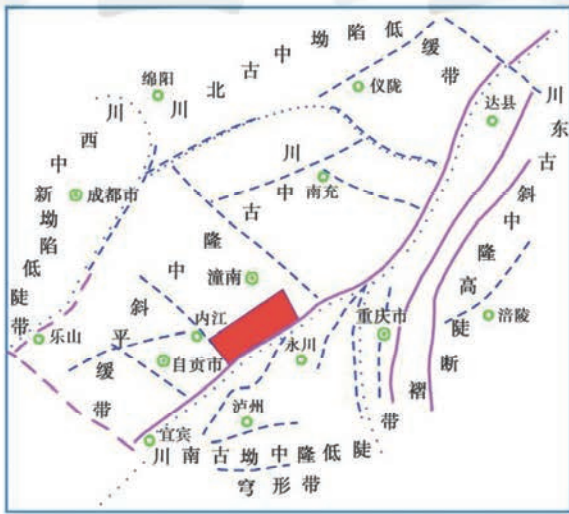 川北古中坳陷低缓带
川西中新坳陷低陡带
川中古隆中斜平缓带
川东古斜中隆高陡断褶带
川南古坳中隆低陡穹形带
绵阳
仪陇
达县
成都市
南充
潼南
内江
乐山
自贡市
永川
重庆市
涪陵
泸州
宜宾